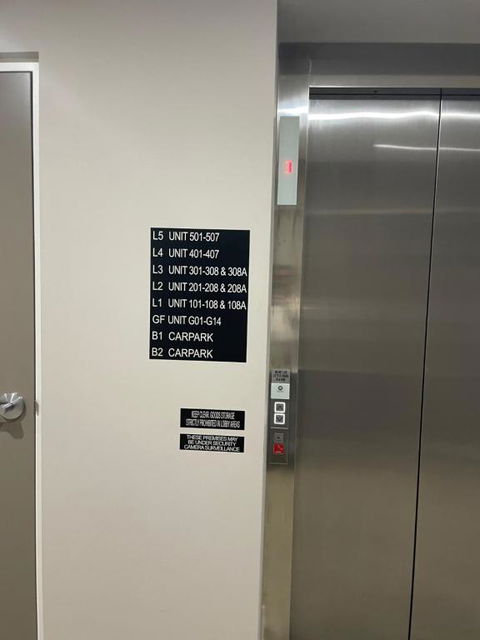 L5 UNIT 501-507
L4 UNIT 401-407
L3 UNIT 301-308 & 308A
L2 UNIT 201-208 & 208A
L1 UNIT 101-108 & 108A
GF UNIT G01-G14
B1 CARPARK
B2 CARPARK
KEEP CLEAR. GOODS STORAGE
STRICTLY PROHIBITED IN LOBBY AREAS
THESE PREMISES MAY
BE UNDER SECURITY
CAMERA SURVEILLANCE